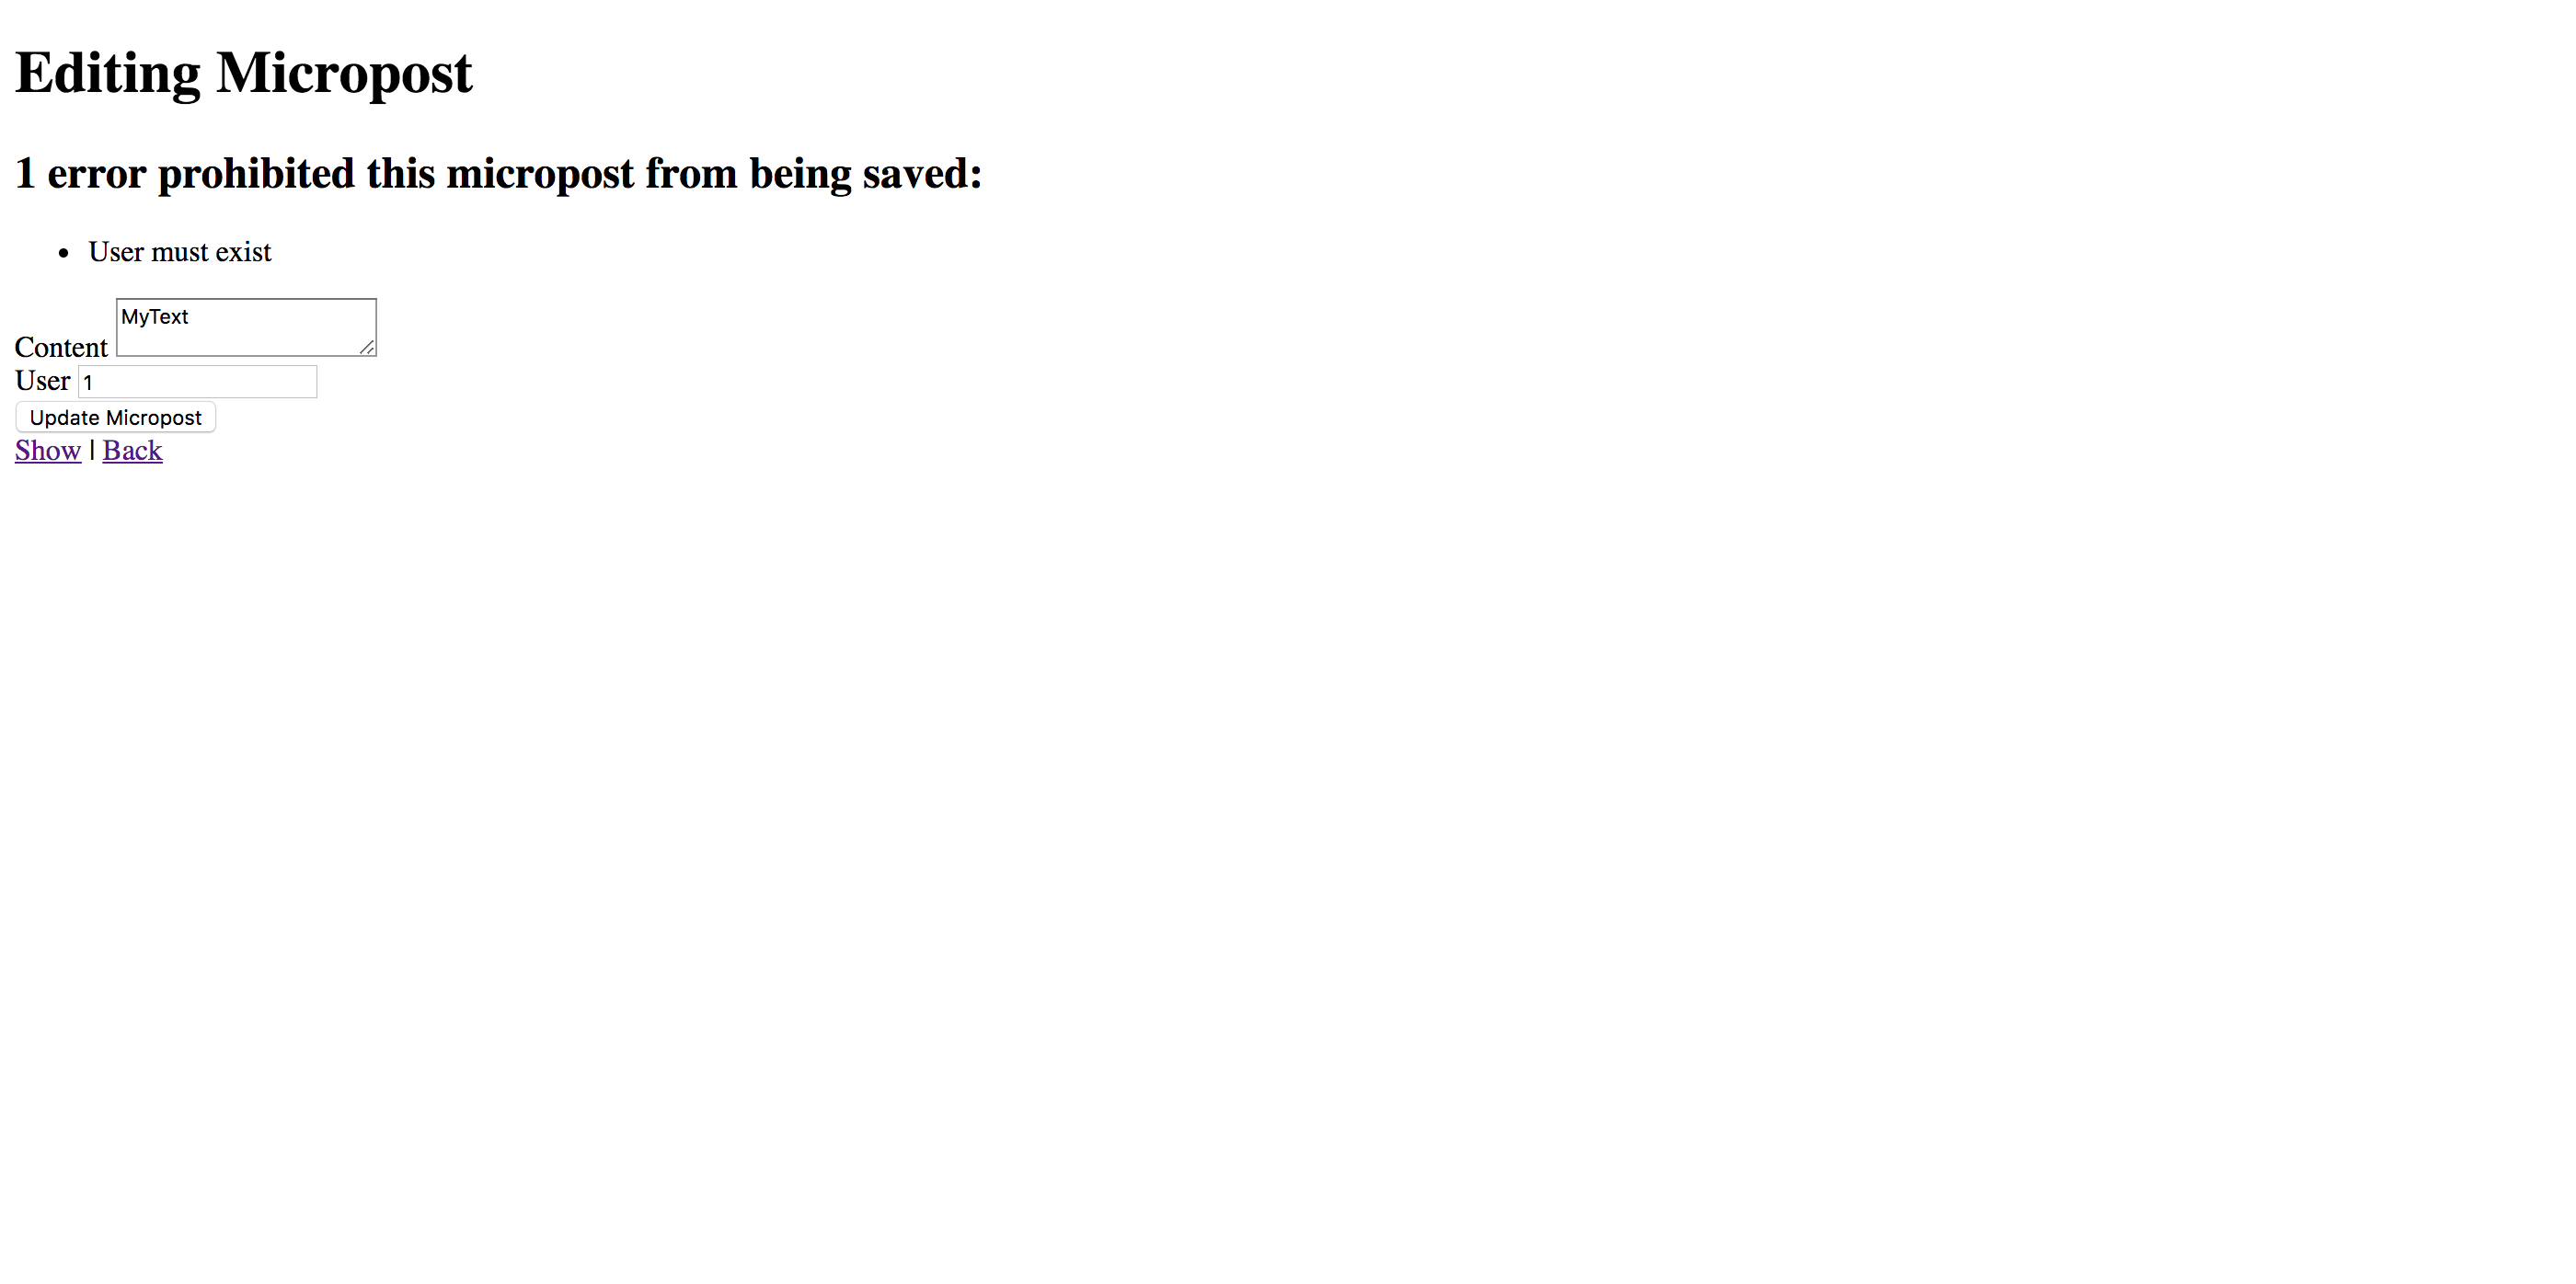 Editing Micropost
1 error prohibited this micropost from being saved:
• User must exist
Content MyText
User 1
Update Micropost
Show | Back